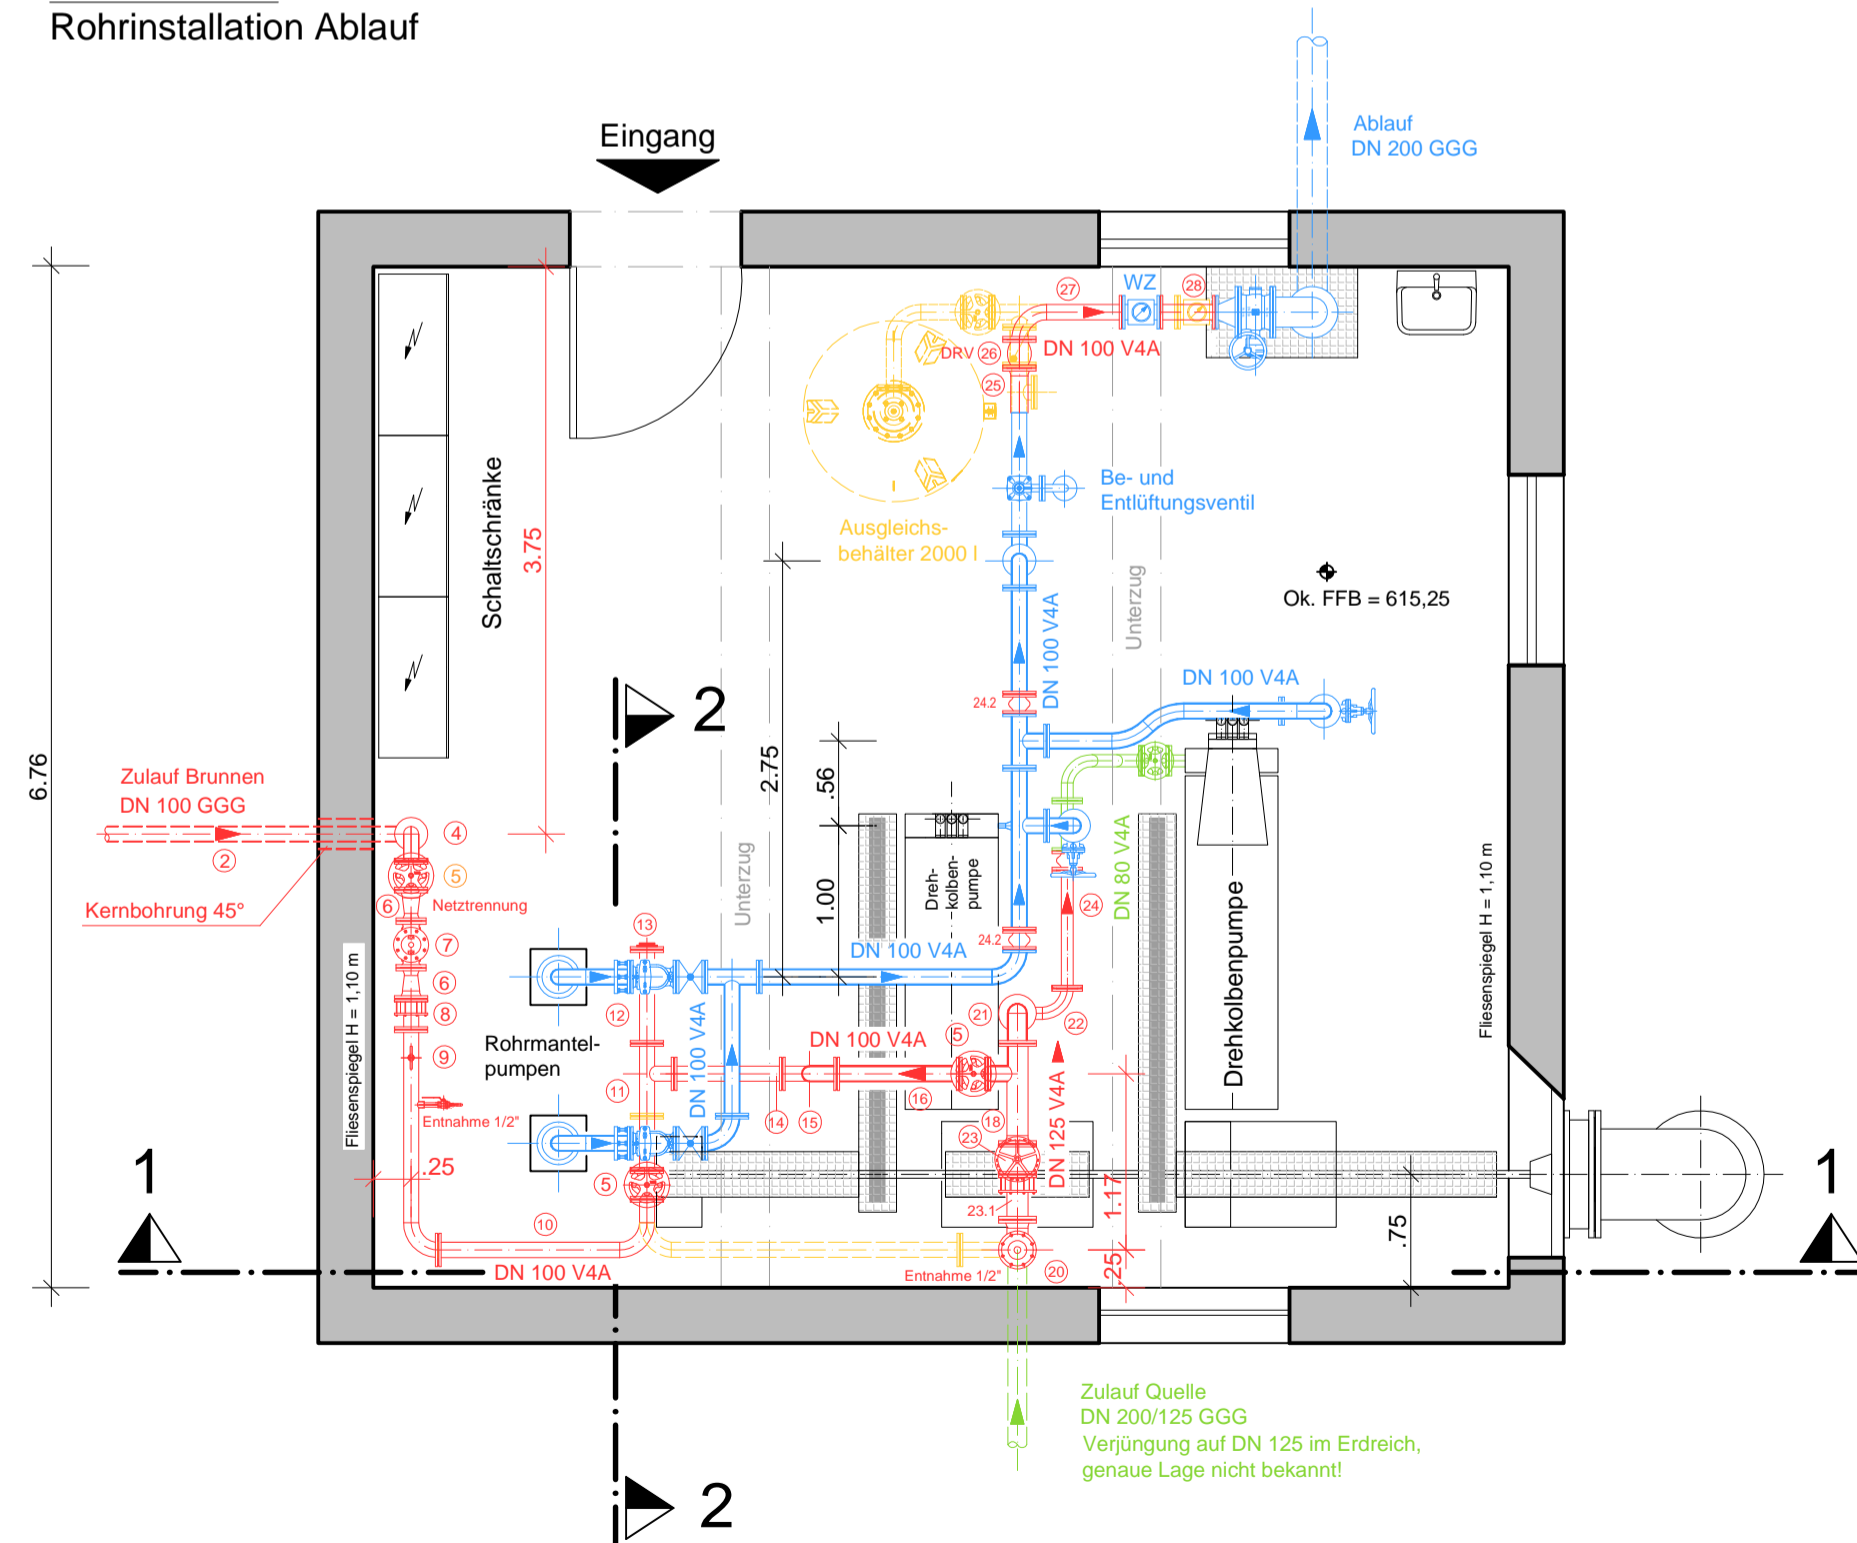 Rohrinstallation Ablauf
Eingang
Ablauf
DN 200 GGG
27
WZ
28
DRV 26
DN 100 V4A
25
Schaltschränke
3.75
Be- und
Entlüftungsventil
Ausgleichs-
behälter 2000 l
Ok. FFB = 615,25
Unterzug
DN 100 V4A
DN 100 V4A
2
24.2
6.76
2.75
.56
1.00
Zulauf Brunnen
DN 100 GGG
2
4
5
Kernbohrung 45°
6
Netztrennung
7
6
8
9
Entnahme 1/2"
Fliesenspiegel H = 1,10 m
Unterzug
Dreh-
kolben-
pumpe
DN 80 V4A
24
Drehkolbenpumpe
Fliesenspiegel H = 1,10 m
13
DN 100 V4A
24.2
12
Rohrmantel-
pumpen
DN 100 V4A
DN 100 V4A
5
21
22
11
14
15
16
18
23
DN 125 V4A
1.17
23.1
1
.25
5
10
DN 100 V4A
Entnahme 1/2"
20
.25
.75
1
Zulauf Quelle
DN 200/125 GGG
Verjüngung auf DN 125 im Erdreich,
genaue Lage nicht bekannt!
2